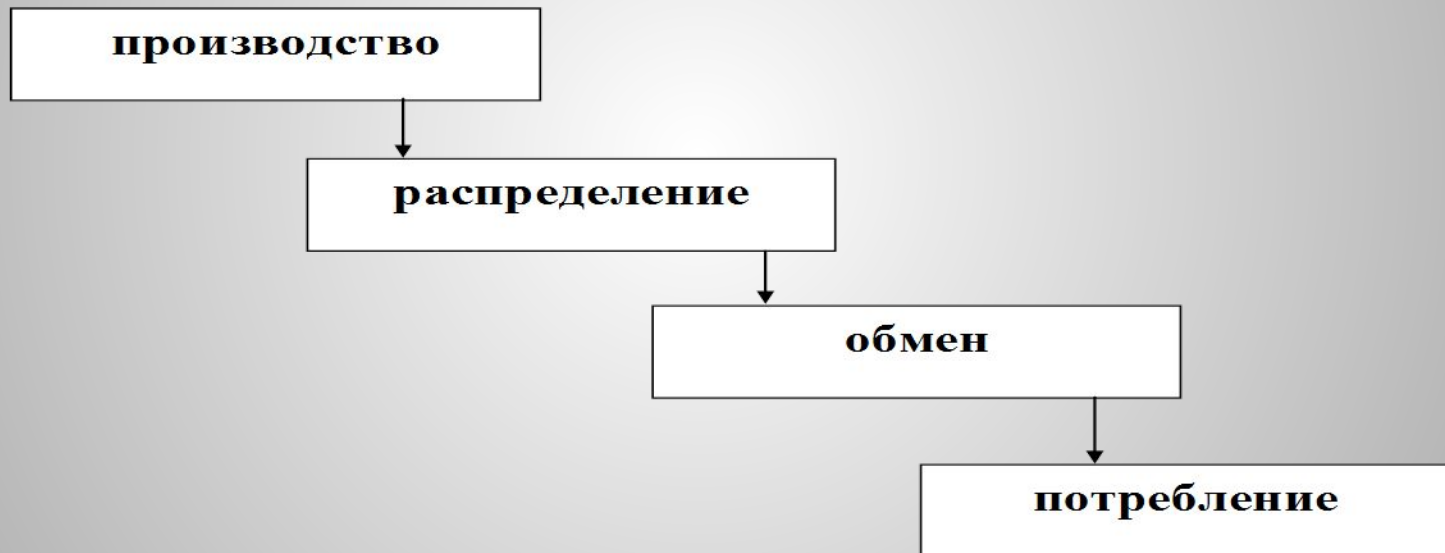 производство
распределение
обмен
потребление